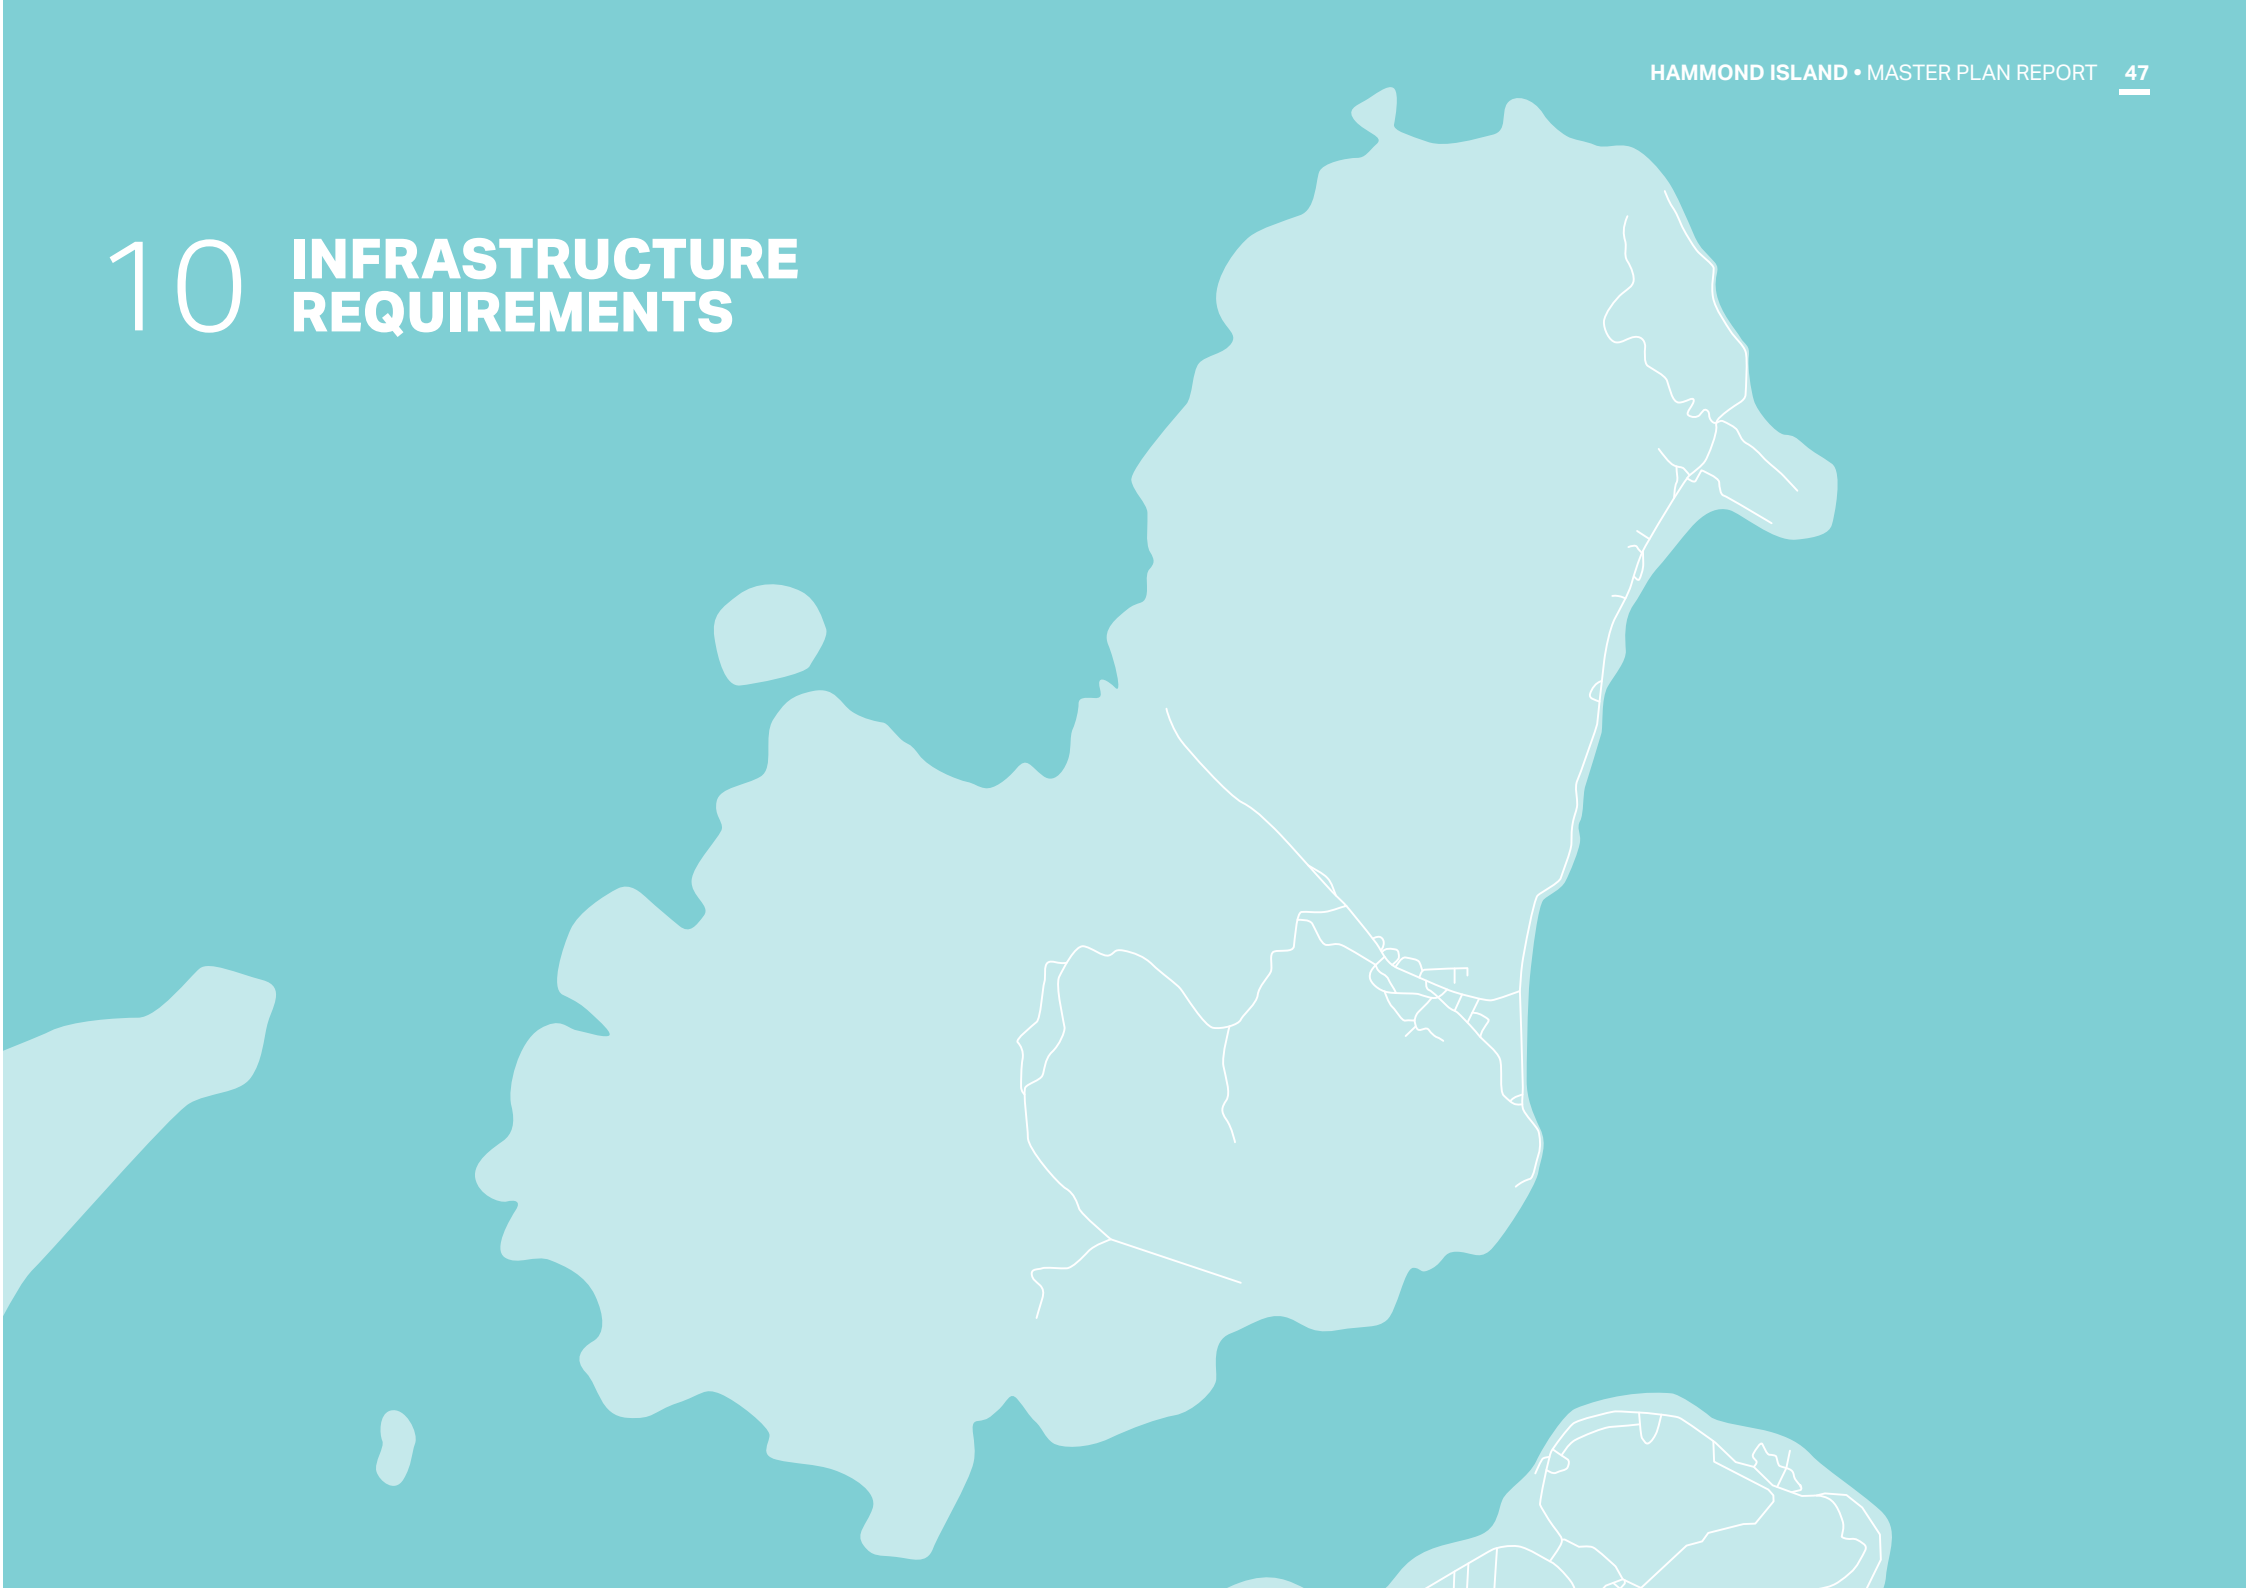 HAMMOND ISLAND • MASTER PLAN REPORT 47
10 INFRASTRUCTURE
REQUIREMENTS